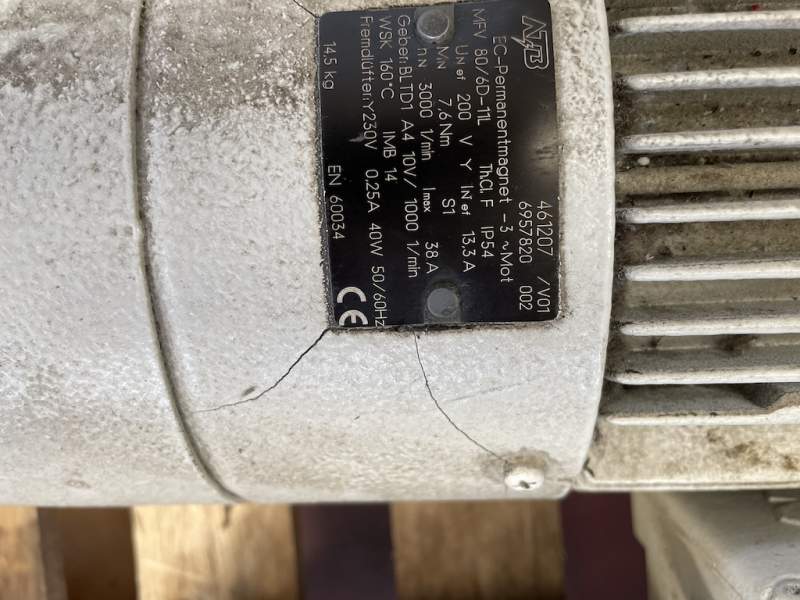 ATB
461207 /V01
6957820 002
EC-Permanentmagnet -3 ~Mot
MFV 80/6D-11L Th.Cl. F IP54
UN ef 200 V Y IN ef 13,3 A
MN 7,6 Nm S1
nN 3000 1/min Imax 38 A
Geber: BLTD1 A4 10V/ 1000 1/min
WSK 160°C IMB 14
Fremdlüfter: Y230V 0,25A 40W 50/60Hz
14,5 kg EN 60034 CE